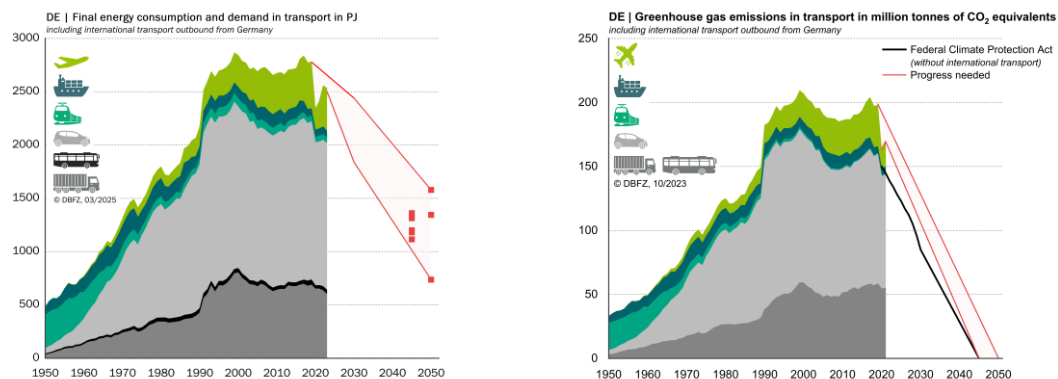 DE | Final energy consumption and demand in transport in PJ
including international transport outbound from Germany
3000
2500
2000
1500
1000
500
0
© DBFZ, 03/2025
1950 1960 1970 1980 1990 2000 2010 2020 2030 2040 2050
DE | Greenhouse gas emissions in transport in million tonnes of CO₂ equivalents
including international transport outbound from Germany
250
200
150
100
50
0
Federal Climate Protection Act
(without international transport)
Progress needed
© DBFZ, 10/2023
1950 1960 1970 1980 1990 2000 2010 2020 2030 2040 2050